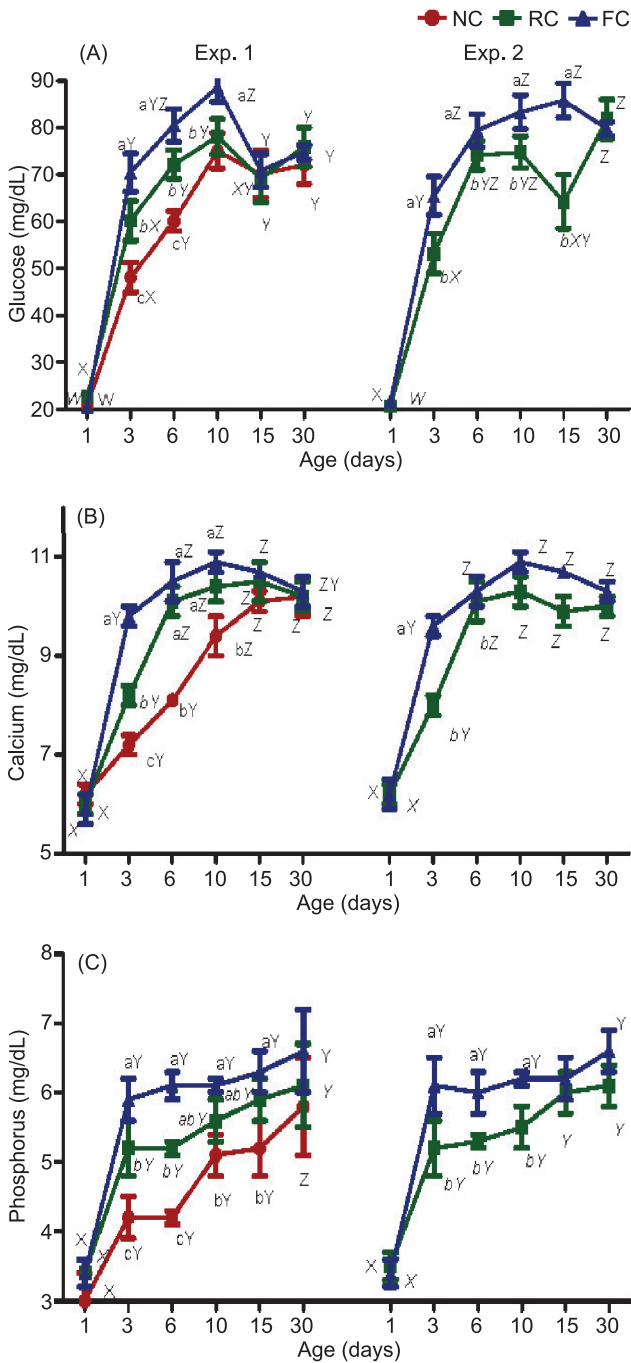 NC RC FC
(A) Exp. 1 Exp. 2
Glucose (mg/dL)
90
80
70
60
50
40
30
20
aYZ aZ aZ aZ aZ
aY bY Y Y Z
bY XY Y Z
bX cY Y Y aY bYZ bYZ
cX bX bXY
X X
W W W
1 3 6 10 15 30 1 3 6 10 15 30
Age (days)
(B)
Calcium (mg/dL)
11
9
7
5
aZ aZ Z ZY Z Z Z Z
aY aZ aZ Z Z aY
bY bZ Z Z bZ Z Z Z
cY bY bY
X X X X X
1 3 6 10 15 30 1 3 6 10 15 30
Age (days) Age (days)
(C)
Phosphorus (mg/dL)
8
7
6
5
4
3
aY aY aY aY Y aY aY aY Y
abY abY Y
bY bY bY bY Z bY bY bY Y Y
cY cY
X X X X X
1 3 6 10 15 30 1 3 6 10 15 30
Age (days) Age (days)